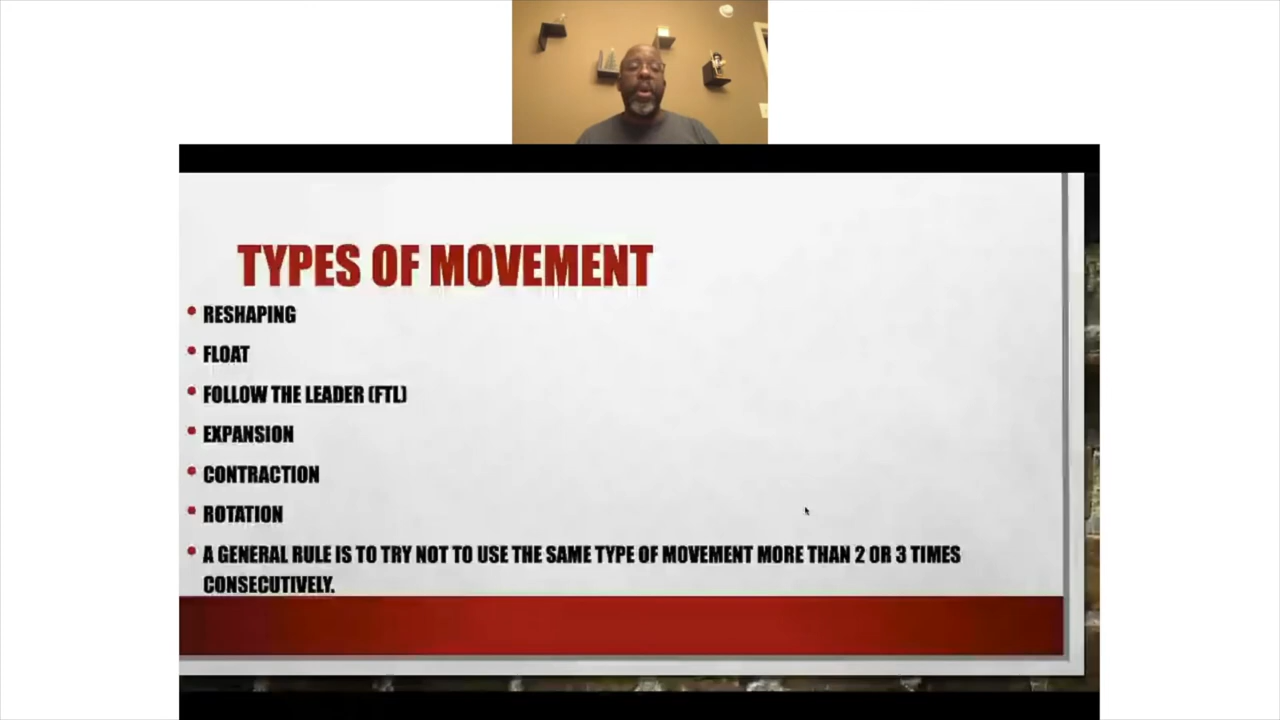 TYPES OF MOVEMENT
• RESHAPING
• FLOAT
• FOLLOW THE LEADER (FTL)
• EXPANSION
• CONTRACTION
• ROTATION
• A GENERAL RULE IS TO TRY NOT TO USE THE SAME TYPE OF MOVEMENT MORE THAN 2 OR 3 TIMES
CONSECUTIVELY.